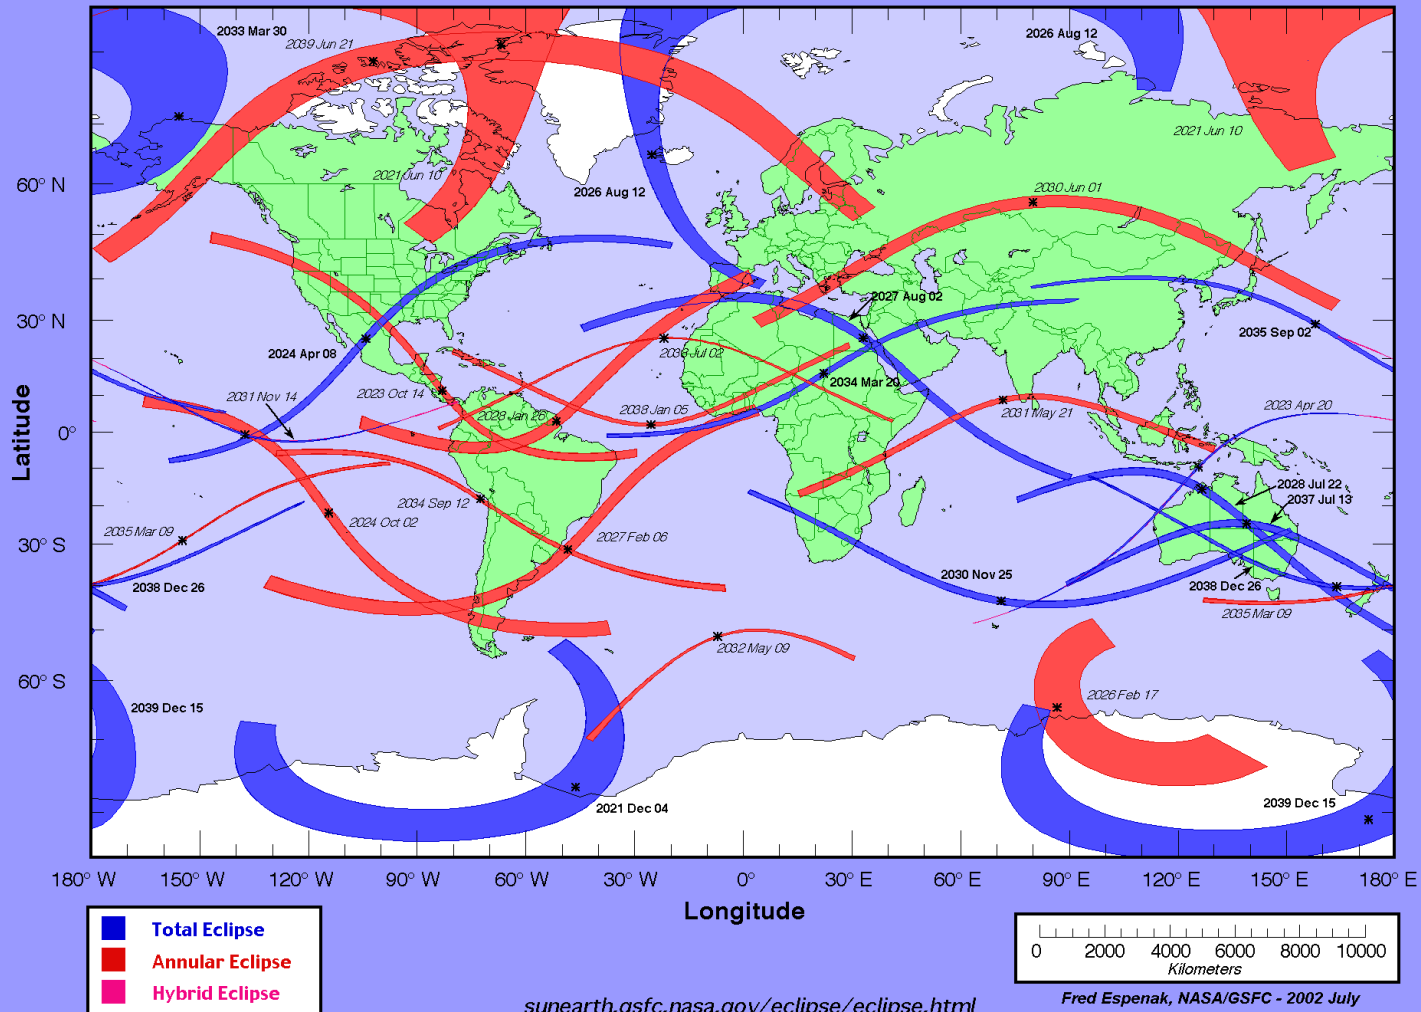 2033 Mar 30
2039 Jun 21
2026 Aug 12
2021 Jun 10
2021 Jun 10
60° N
2026 Aug 12
2030 Jun 01
2027 Aug 02
30° N
2035 Sep 02
2024 Apr 08
2038 Jul 02
2034 Mar 20
2023 Oct 14
2031 Nov 14
2028 Jan 26
2038 Jan 05
2031 May 21
2023 Apr 20
0°
Latitude
2028 Jul 22
2037 Jul 13
2034 Sep 12
2024 Oct 02
2035 Mar 09
2027 Feb 06
30° S
2038 Dec 26
2030 Nov 25
2038 Dec 26
2035 Mar 09
2032 May 09
60° S
2026 Feb 17
2039 Dec 15
2021 Dec 04
2039 Dec 15
180° W 150° W 120° W 90° W 60° W 30° W 0° 30° E 60° E 90° E 120° E 150° E 180° E
Longitude
Total Eclipse
Annular Eclipse
Hybrid Eclipse
0 2000 4000 6000 8000 10000
Kilometers
Fred Espenak, NASA/GSFC - 2002 July
sunearth.gsfc.nasa.gov/eclipse/eclipse.html